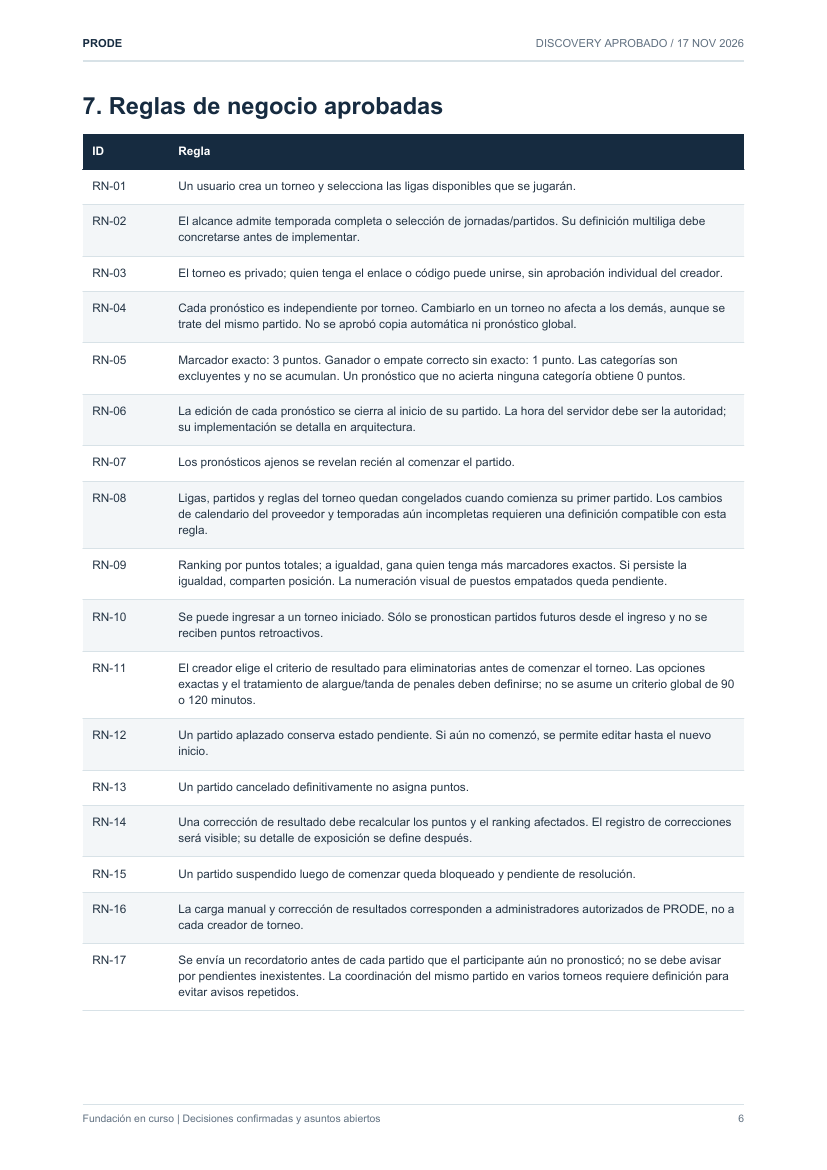 PRODE
DISCOVERY APROBADO / 17 NOV 2026
7. Reglas de negocio aprobadas
ID Regla
RN-01 Un usuario crea un torneo y selecciona las ligas disponibles que se jugarán.
RN-02 El alcance admite temporada completa o selección de jornadas/partidos. Su definición multiliga debe
concretarse antes de implementar.
RN-03 El torneo es privado; quien tenga el enlace o código puede unirse, sin aprobación individual del creador.
RN-04 Cada pronóstico es independiente por torneo. Cambiarlo en un torneo no afecta a los demás, aunque se
trate del mismo partido. No se aprobó copia automática ni pronóstico global.
RN-05 Marcador exacto: 3 puntos. Ganador o empate correcto sin exacto: 1 punto. Las categorías son
excluyentes y no se acumulan. Un pronóstico que no acierta ninguna categoría obtiene 0 puntos.
RN-06 La edición de cada pronóstico se cierra al inicio de su partido. La hora del servidor debe ser la autoridad;
su implementación se detalla en arquitectura.
RN-07 Los pronósticos ajenos se revelan recién al comenzar el partido.
RN-08 Ligas, partidos y reglas del torneo quedan congelados cuando comienza su primer partido. Los cambios
de calendario del proveedor y temporadas aún incompletas requieren una definición compatible con esta
regla.
RN-09 Ranking por puntos totales; a igualdad, gana quien tenga más marcadores exactos. Si persiste la
igualdad, comparten posición. La numeración visual de puestos empatados queda pendiente.
RN-10 Se puede ingresar a un torneo iniciado. Sólo se pronostican partidos futuros desde el ingreso y no se
reciben puntos retroactivos.
RN-11 El creador elige el criterio de resultado para eliminatorias antes de comenzar el torneo. Las opciones
exactas y el tratamiento de alargue/tanda de penales deben definirse; no se asume un criterio global de 90
o 120 minutos.
RN-12 Un partido aplazado conserva estado pendiente. Si aún no comenzó, se permite editar hasta el nuevo
inicio.
RN-13 Un partido cancelado definitivamente no asigna puntos.
RN-14 Una corrección de resultado debe recalcular los puntos y el ranking afectados. El registro de correcciones
será visible; su detalle de exposición se define después.
RN-15 Un partido suspendido luego de comenzar queda bloqueado y pendiente de resolución.
RN-16 La carga manual y corrección de resultados corresponden a administradores autorizados de PRODE, no a
cada creador de torneo.
RN-17 Se envía un recordatorio antes de cada partido que el participante aún no pronosticó; no se debe avisar
por pendientes inexistentes. La coordinación del mismo partido en varios torneos requiere definición para
evitar avisos repetidos.
Fundación en curso | Decisiones confirmadas y asuntos abiertos
6